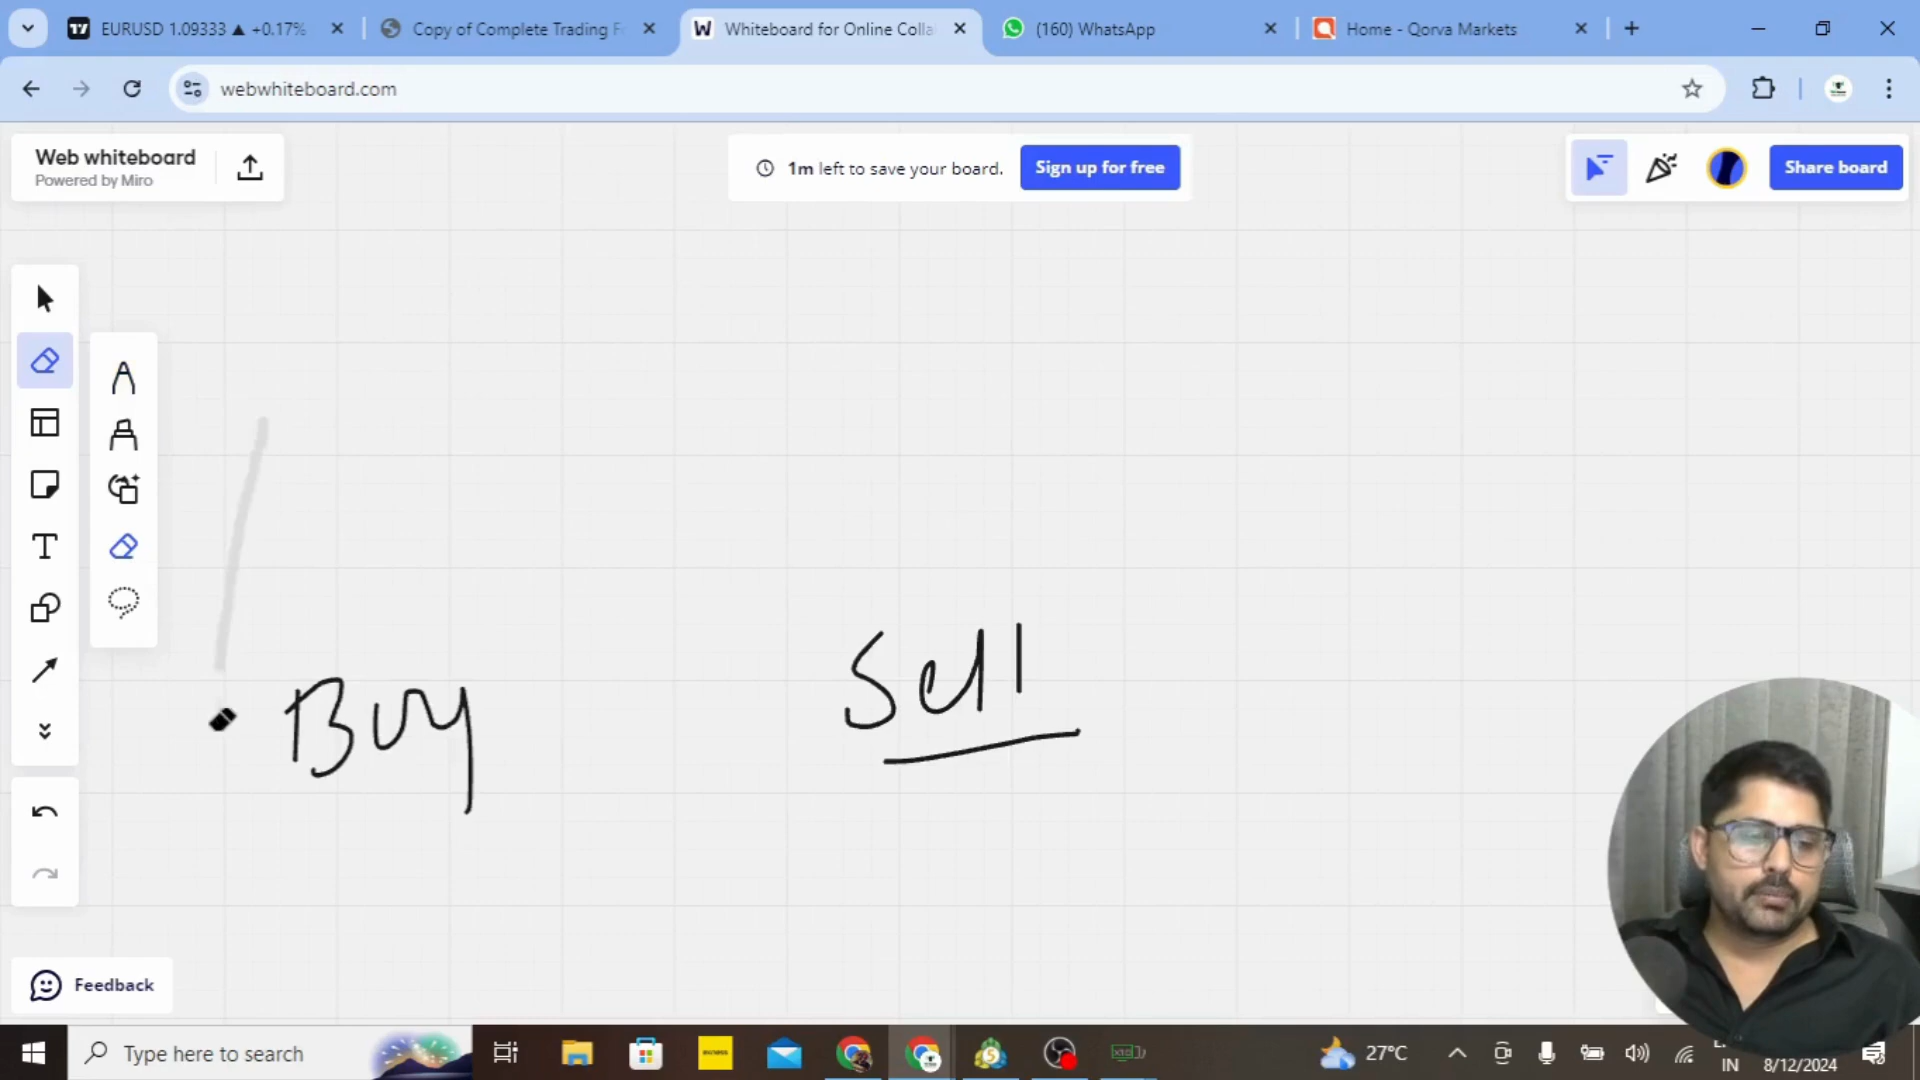 EURUSD 1.09333 ▲ +0.17%
Copy of Complete Trading F
Whiteboard for Online Colla
(160) WhatsApp
Home - Qorva Markets
webwhiteboard.com
Web whiteboard
Powered by Miro
1m left to save your board.
Sign up for free
Share board
Buy
Sell
Feedback
Type here to search
27°C
IN
8/12/2024